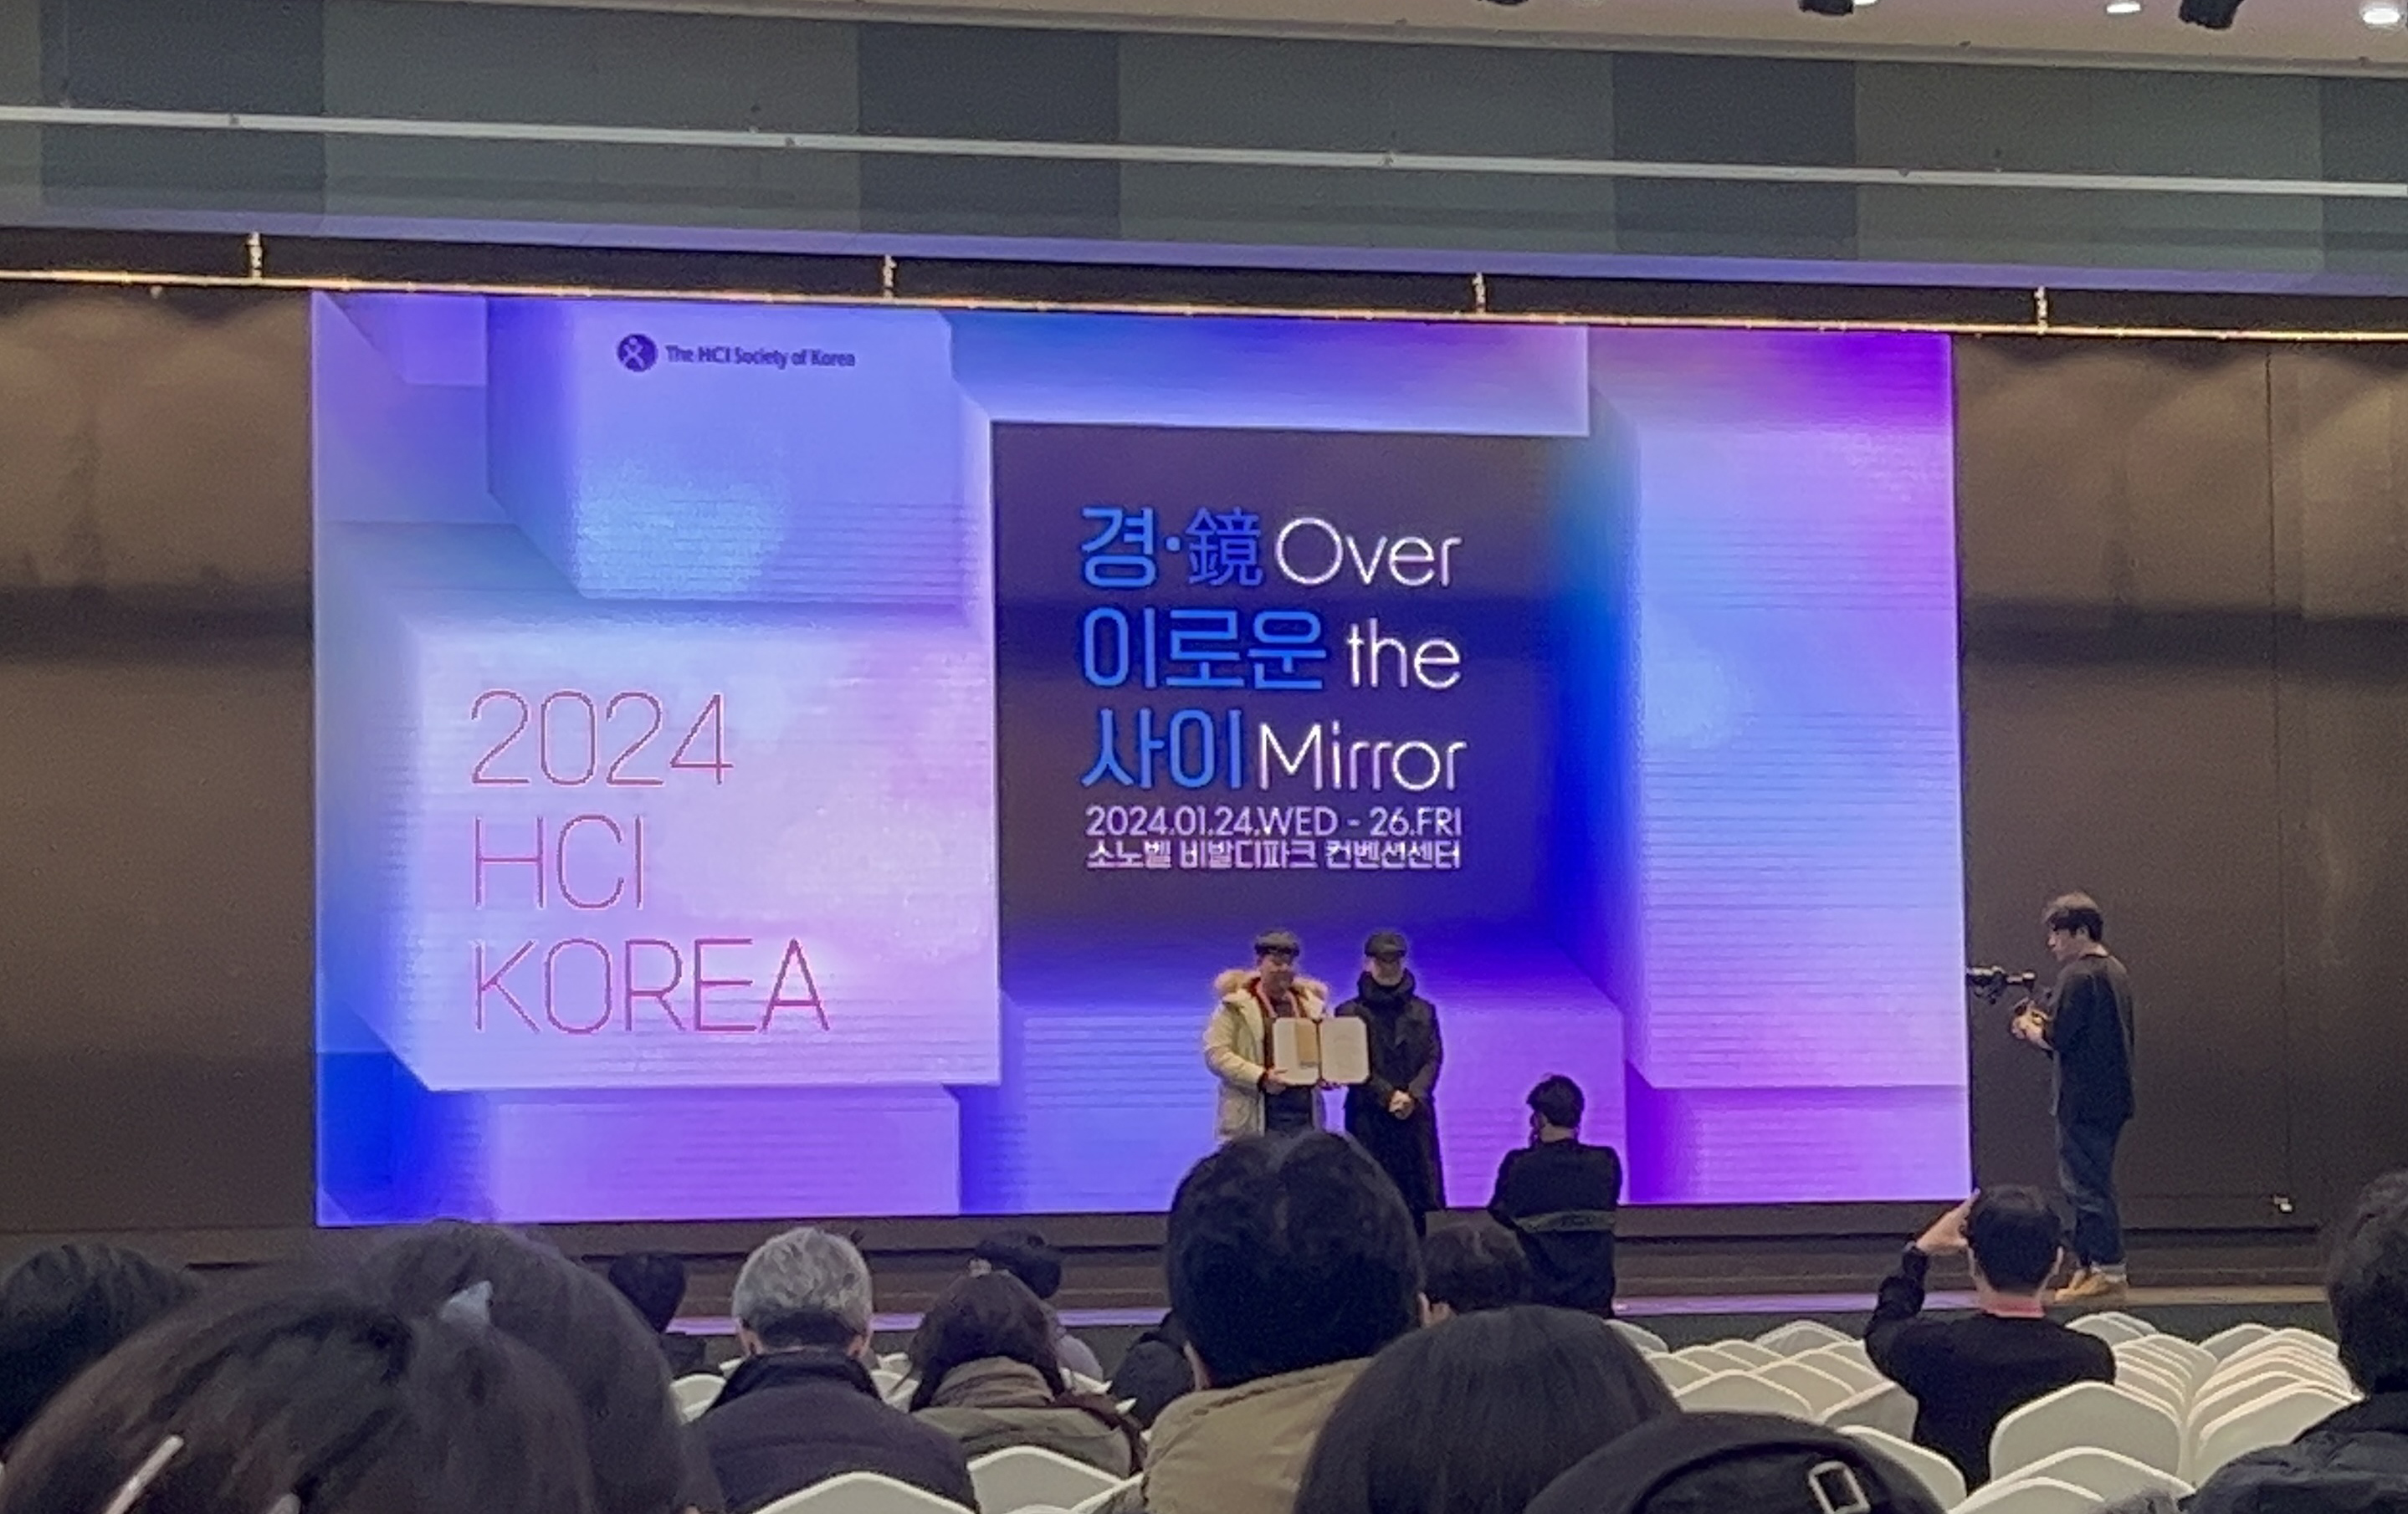 The HCI Society of Korea
2024
HCI
KOREA
경·鏡 Over
이로운 the
사이 Mirror
2024.01.24.WED - 26.FRI
소노벨 비발디파크 컨벤션센터